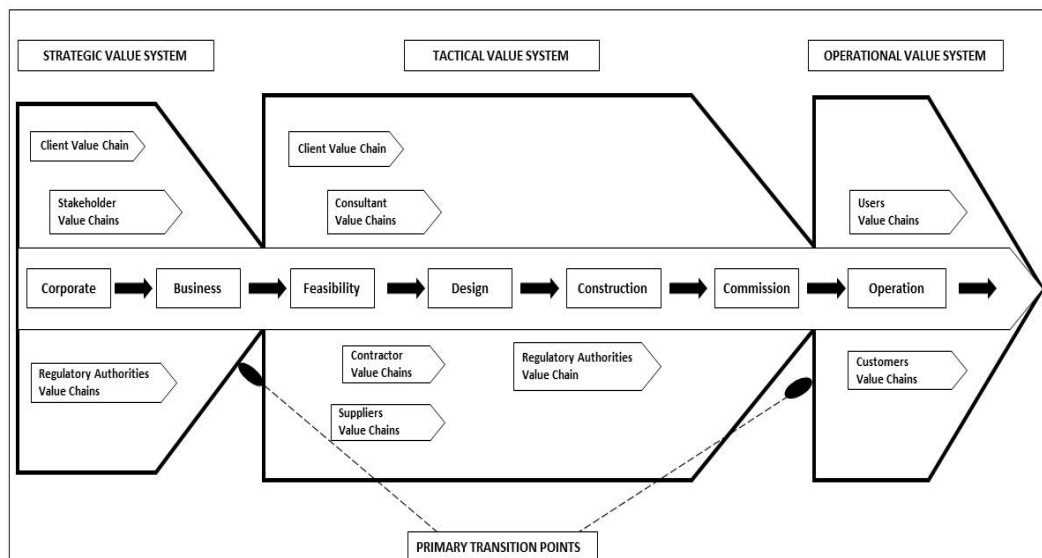 STRATEGIC VALUE SYSTEM
TACTICAL VALUE SYSTEM
OPERATIONAL VALUE SYSTEM
Client Value Chain
Stakeholder
Value Chains
Client Value Chain
Consultant
Value Chains
Users
Value Chains
Corporate
Business
Feasibility
Design
Construction
Commission
Operation
Regulatory Authorities
Value Chains
Contractor
Value Chains
Suppliers
Value Chains
Regulatory Authorities
Value Chain
Customers
Value Chains
PRIMARY TRANSITION POINTS